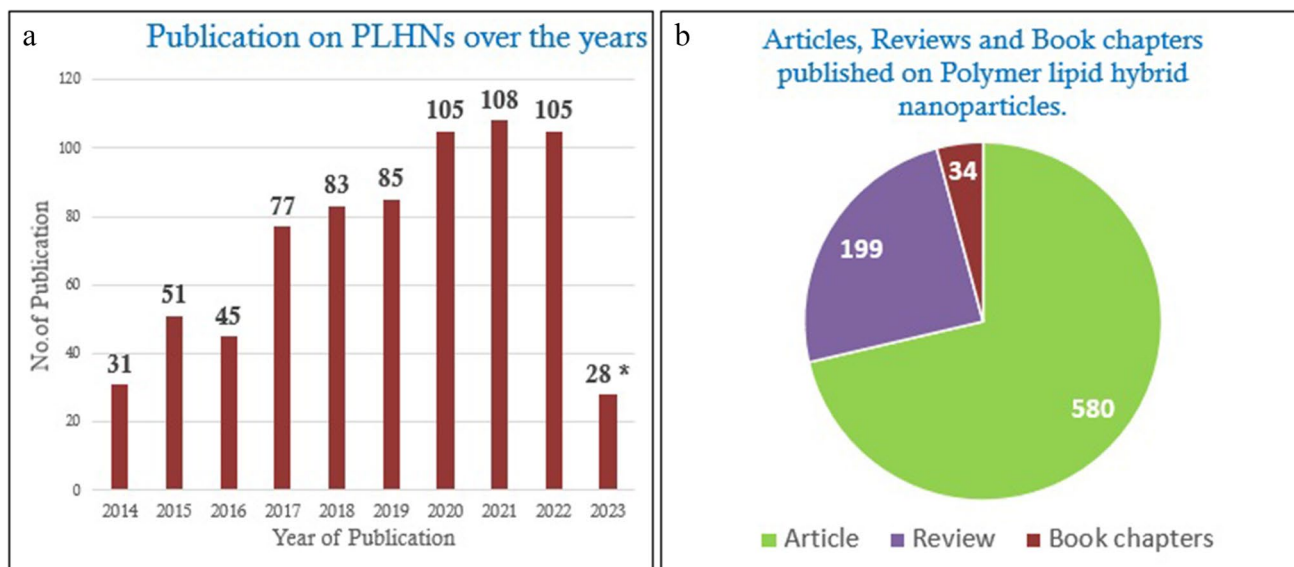 a
Publication on PLHNs over the years
120
100
80
60
40
20
0
No.of Publication
31
51
45
77
83
85
105
108
105
28 *
2014 2015 2016 2017 2018 2019 2020 2021 2022 2023
Year of Publication
b
Articles, Reviews and Book chapters
published on Polymer lipid hybrid
nanoparticles.
34
199
580
Article Review Book chapters